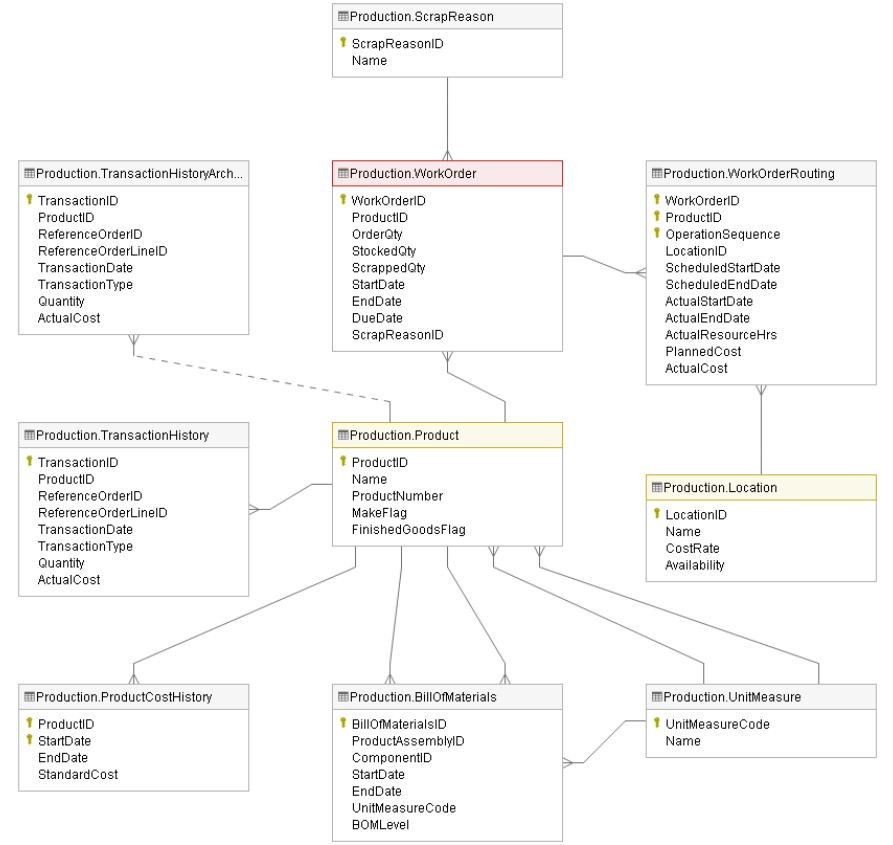 Production.ScrapReason
ScrapReasonID
Name
Production.TransactionHistoryArch...
TransactionID
ProductID
ReferenceOrderID
ReferenceOrderLineID
TransactionDate
TransactionType
Quantity
ActualCost
Production.WorkOrder
WorkOrderID
ProductID
OrderQty
StockedQty
ScrappedQty
StartDate
EndDate
DueDate
ScrapReasonID
Production.WorkOrderRouting
WorkOrderID
ProductID
OperationSequence
LocationID
ScheduledStartDate
ScheduledEndDate
ActualStartDate
ActualEndDate
ActualResourceHrs
PlannedCost
ActualCost
Production.TransactionHistory
TransactionID
ProductID
ReferenceOrderID
ReferenceOrderLineID
TransactionDate
TransactionType
Quantity
ActualCost
Production.Product
ProductID
Name
ProductNumber
MakeFlag
FinishedGoodsFlag
Production.Location
LocationID
Name
CostRate
Availability
Production.ProductCostHistory
ProductID
StartDate
EndDate
StandardCost
Production.BillOfMaterials
BillOfMaterialsID
ProductAssemblyID
ComponentID
StartDate
EndDate
UnitMeasureCode
BOMLevel
Production.UnitMeasure
UnitMeasureCode
Name